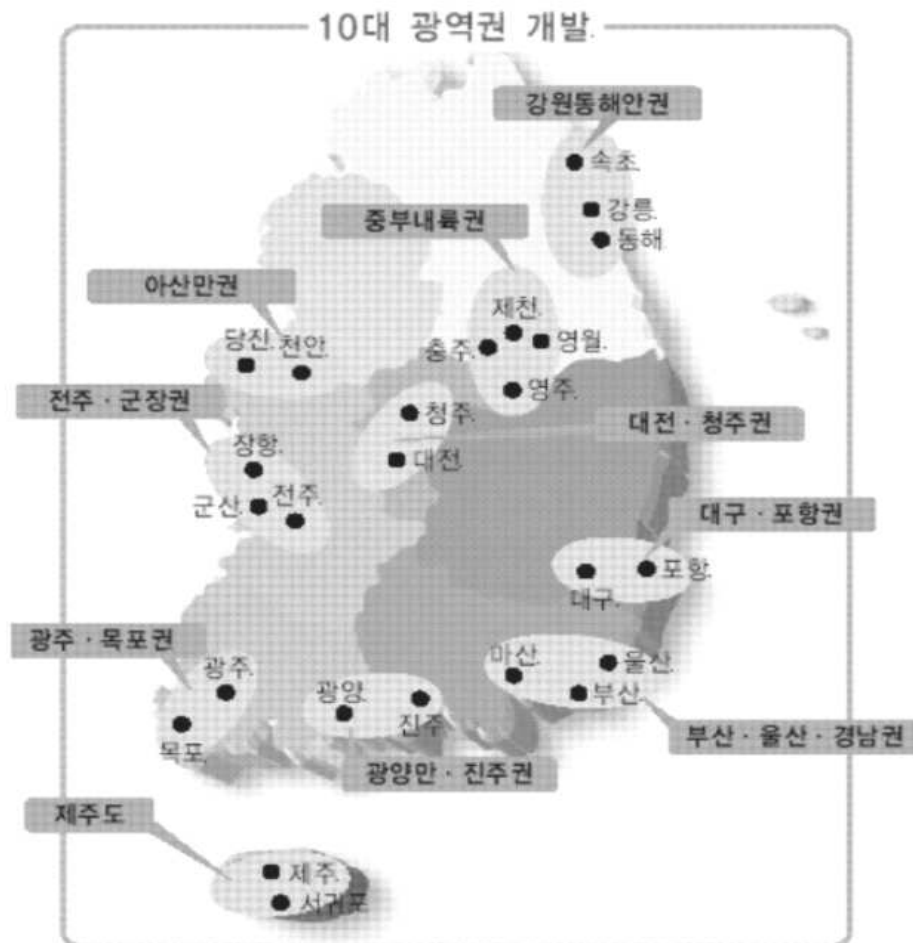 10대 광역권 개발.
강원동해안권
속초.
강릉.
동해.
중부내륙권
제천.
충주.
영월.
영주.
아산만권
당진.
천안.
전주 · 군장권
장항.
군산.
전주.
청주.
대전.
대전 · 청주권
대구 · 포항권
포항.
대구.
광주 · 목포권
광주.
목포.
광양.
진주.
광양만 · 진주권
마산.
울산.
부산.
부산 · 울산 · 경남권
제주도
제주.
서귀포